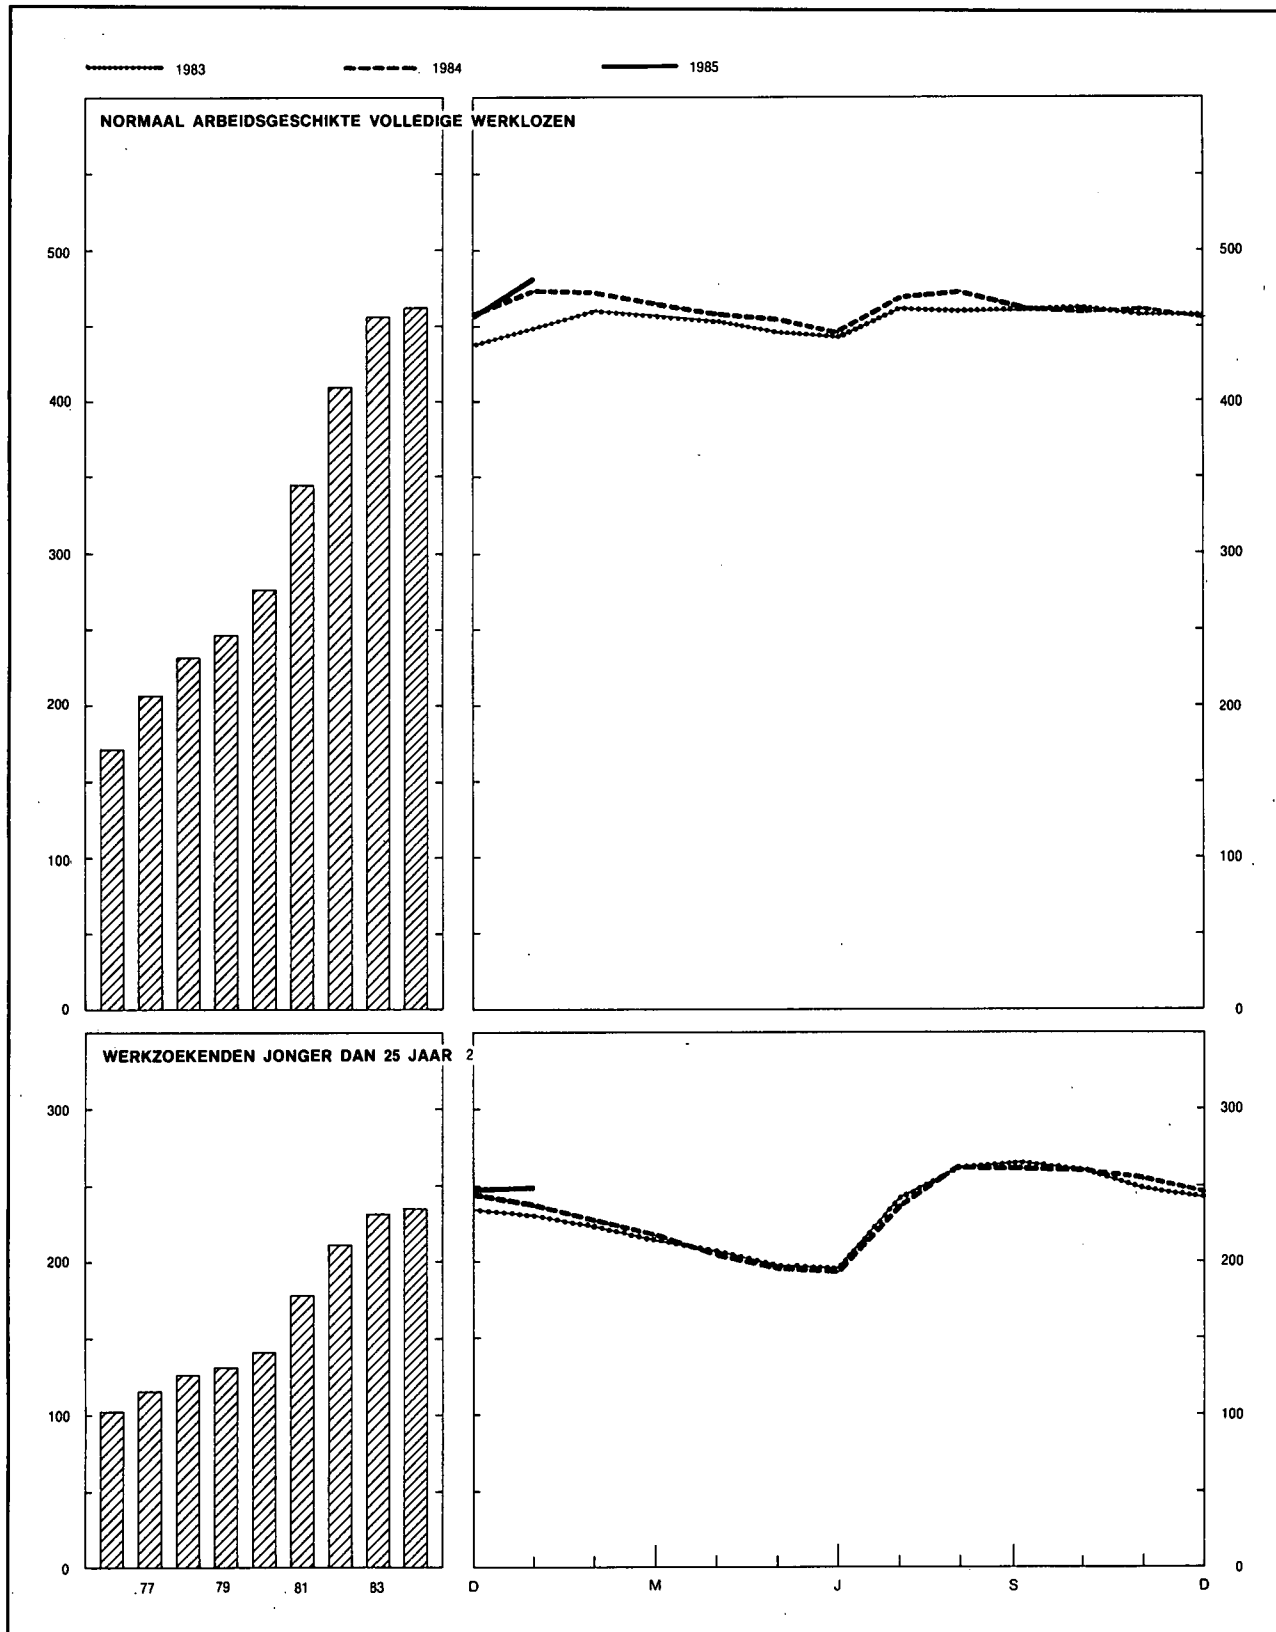 1983 1984 1985
NORMAAL ARBEIDSGESCHIKTE VOLLEDIGE WERKLOZEN
500 500
400 400
300 300
200 200
100 100
0 0
WERKZOEKENDEN JONGER DAN 25 JAAR 2
300 300
200 200
100 100
0 0
77 79 81 83 D M J S D